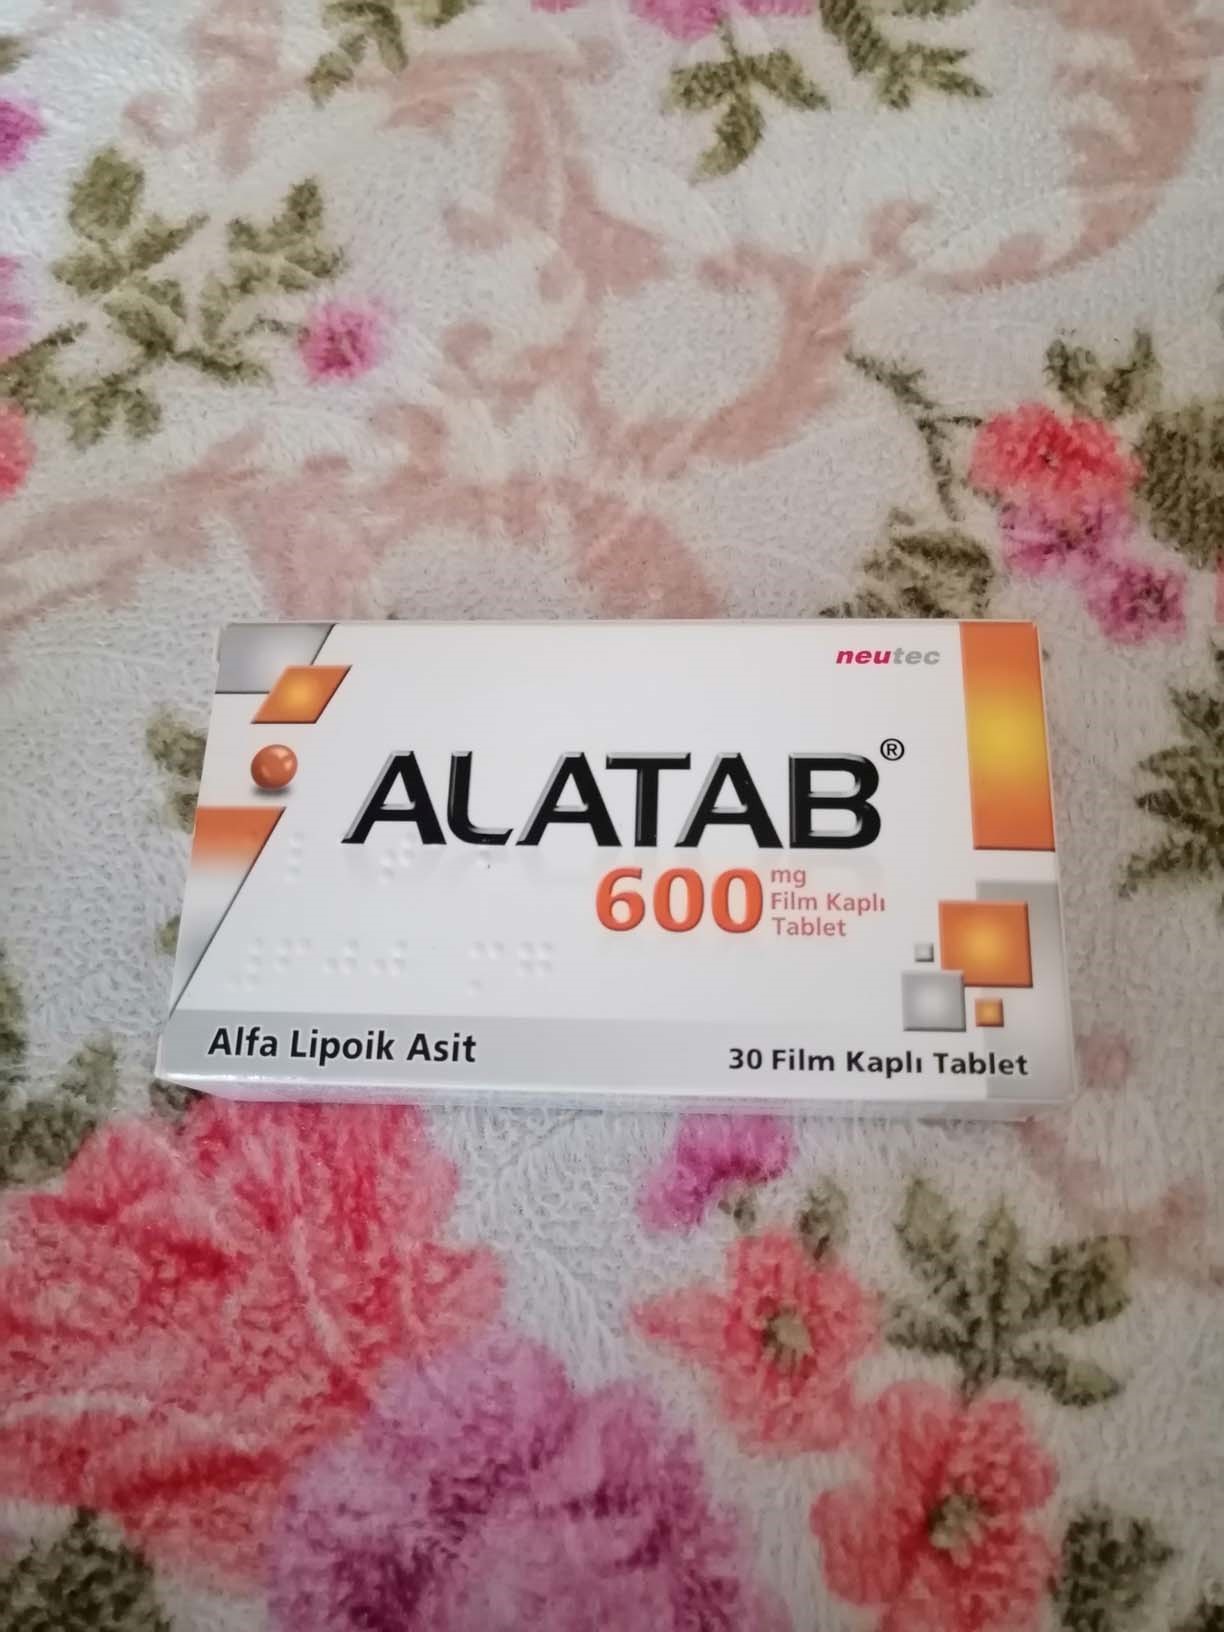 neutec
ALATAB®
600 mg
Film Kaplı
Tablet
Alfa Lipoik Asit
30 Film Kaplı Tablet